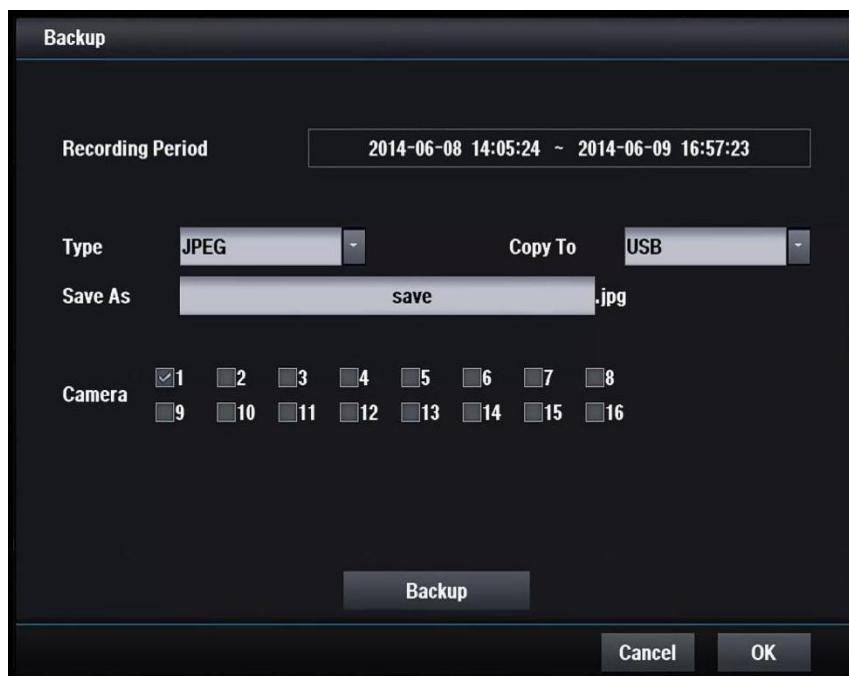 Backup
Recording Period 2014-06-08 14:05:24 ~ 2014-06-09 16:57:23
Type JPEG Copy To USB
Save As save .jpg
Camera
1 2 3 4 5 6 7 8
9 10 11 12 13 14 15 16
Backup
Cancel OK